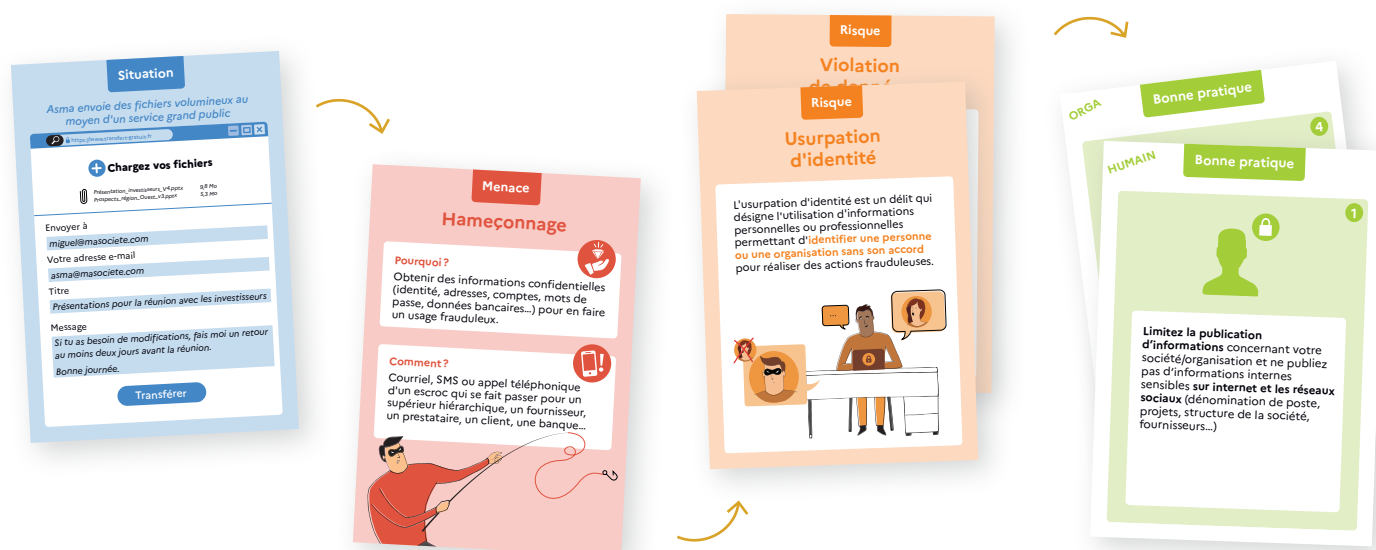 Situation
Asma envoie des fichiers volumineux au
moyen d'un service grand public
https://www.transfert-gratuit.fr
Chargez vos fichiers
Présentation_investisseurs_V4.pptx 9,8 Mo
Prospects_région_Ouest_v3.pptx 5,3 Mo
Envoyer à
miguel@masociete.com
Votre adresse e-mail
asma@masociete.com
Titre
Présentations pour la réunion avec les investisseurs
Message
Si tu as besoin de modifications, fais moi un retour
au moins deux jours avant la réunion.
Bonne journée.
Transférer
Menace
Hameçonnage
Pourquoi ?
Obtenir des informations confidentielles
(identité, adresses, comptes, mots de
passe, données bancaires...) pour en faire
un usage frauduleux.
Comment ?
Courriel, SMS ou appel téléphonique
d'un escroc qui se fait passer pour un
supérieur hiérarchique, un fournisseur,
un prestataire, un client, une banque...
Risque
Violation
Risque
Usurpation
d'identité
L'usurpation d'identité est un délit qui
désigne l'utilisation d'informations
personnelles ou professionnelles
permettant d'identifier une personne
ou une organisation sans son accord
pour réaliser des actions frauduleuses.
...
ORGA
Bonne pratique
4
HUMAIN
Bonne pratique
1
Limitez la publication
d'informations concernant votre
société/organisation et ne publiez
pas d'informations internes
sensibles sur internet et les réseaux
sociaux (dénomination de poste,
projets, structure de la société,
fournisseurs...)